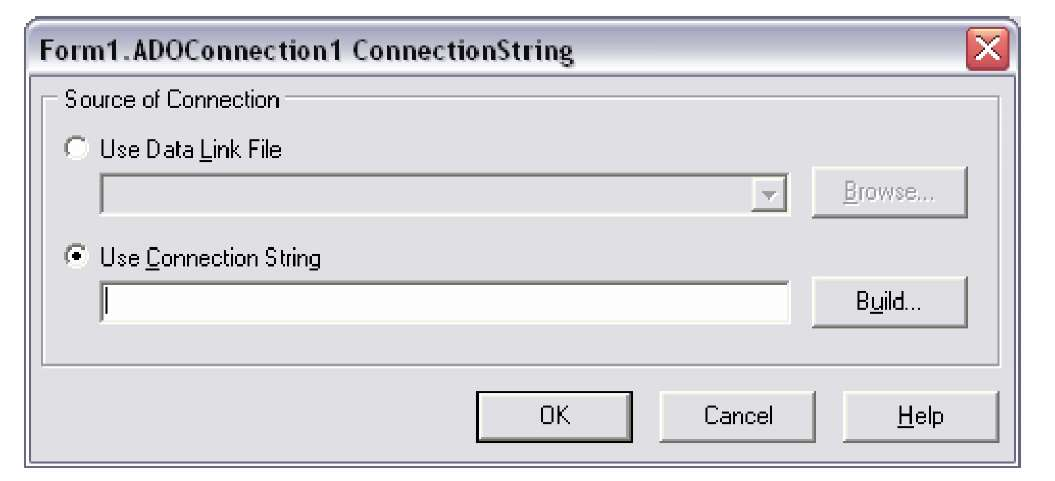 Form1.ADOConnection1 ConnectionString
Source of Connection
Use Data Link File
Browse...
Use Connection String
Build...
OK Cancel Help